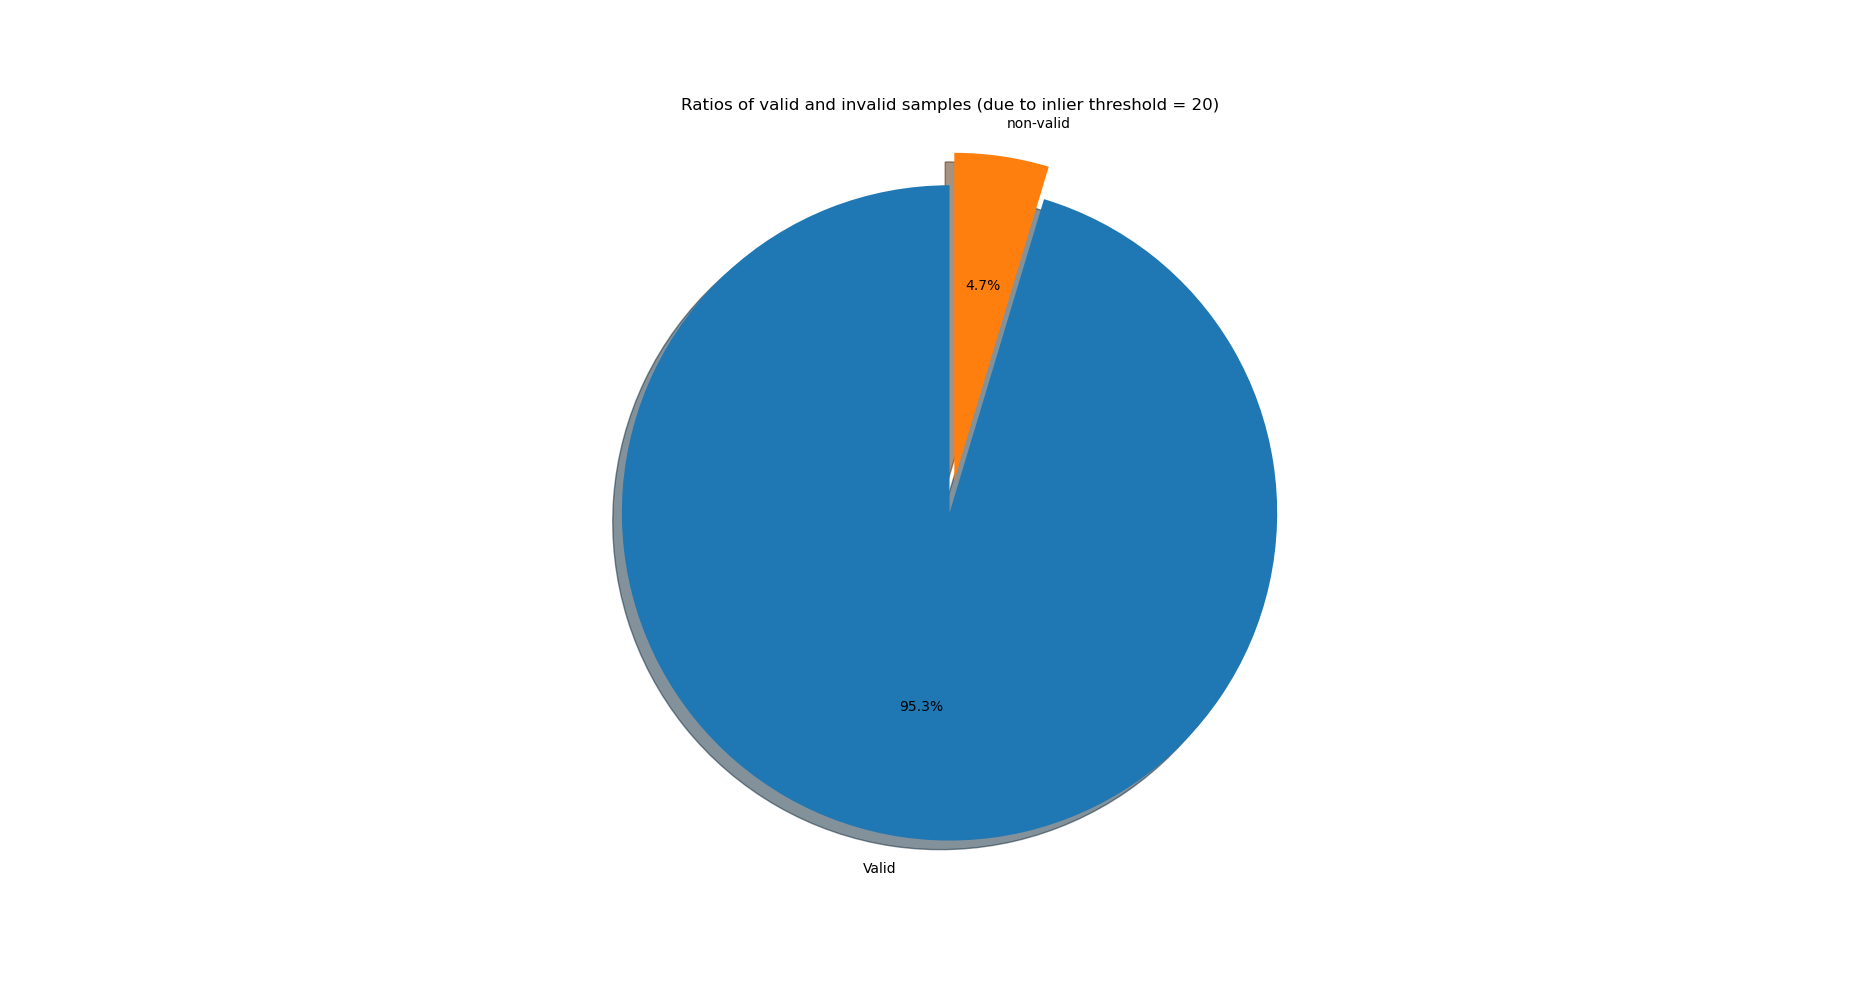 Ratios of valid and invalid samples (due to inlier threshold = 20)
non-valid
4.7%
95.3%
Valid